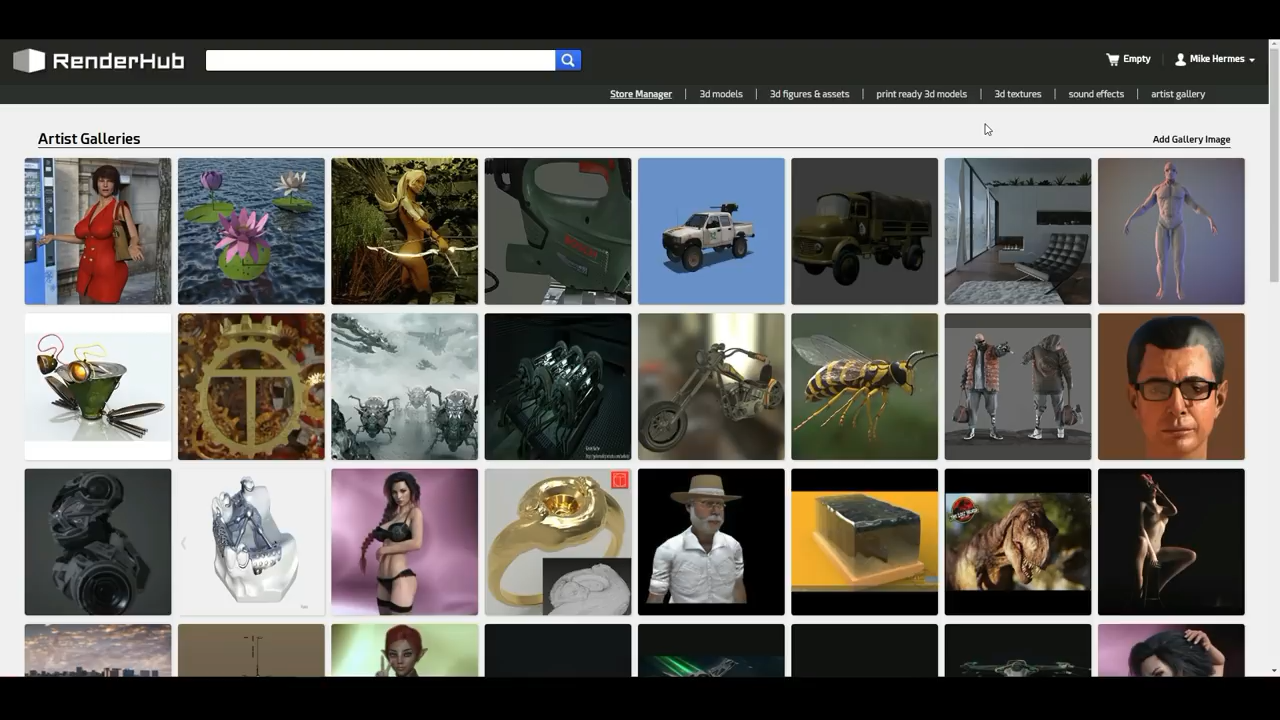 RenderHub
Empty
Mike Hermes
Store Manager
3d models
3d figures & assets
print ready 3d models
3d textures
sound effects
artist gallery
Artist Galleries
Add Gallery Image